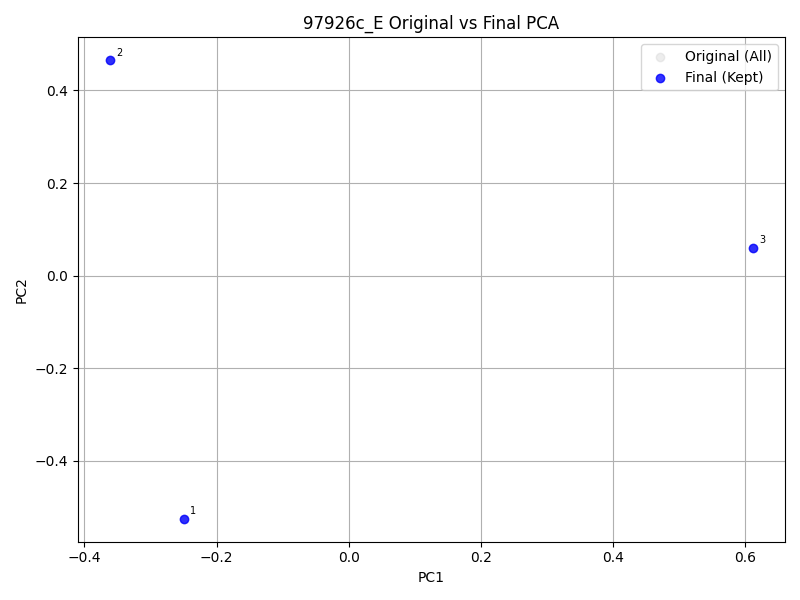 97926c_E Original vs Final PCA
Original (All)
Final (Kept)
2
3
1
0.4
0.2
0.0
−0.2
−0.4
PC2
−0.4
−0.2
0.0
0.2
0.4
0.6
PC1